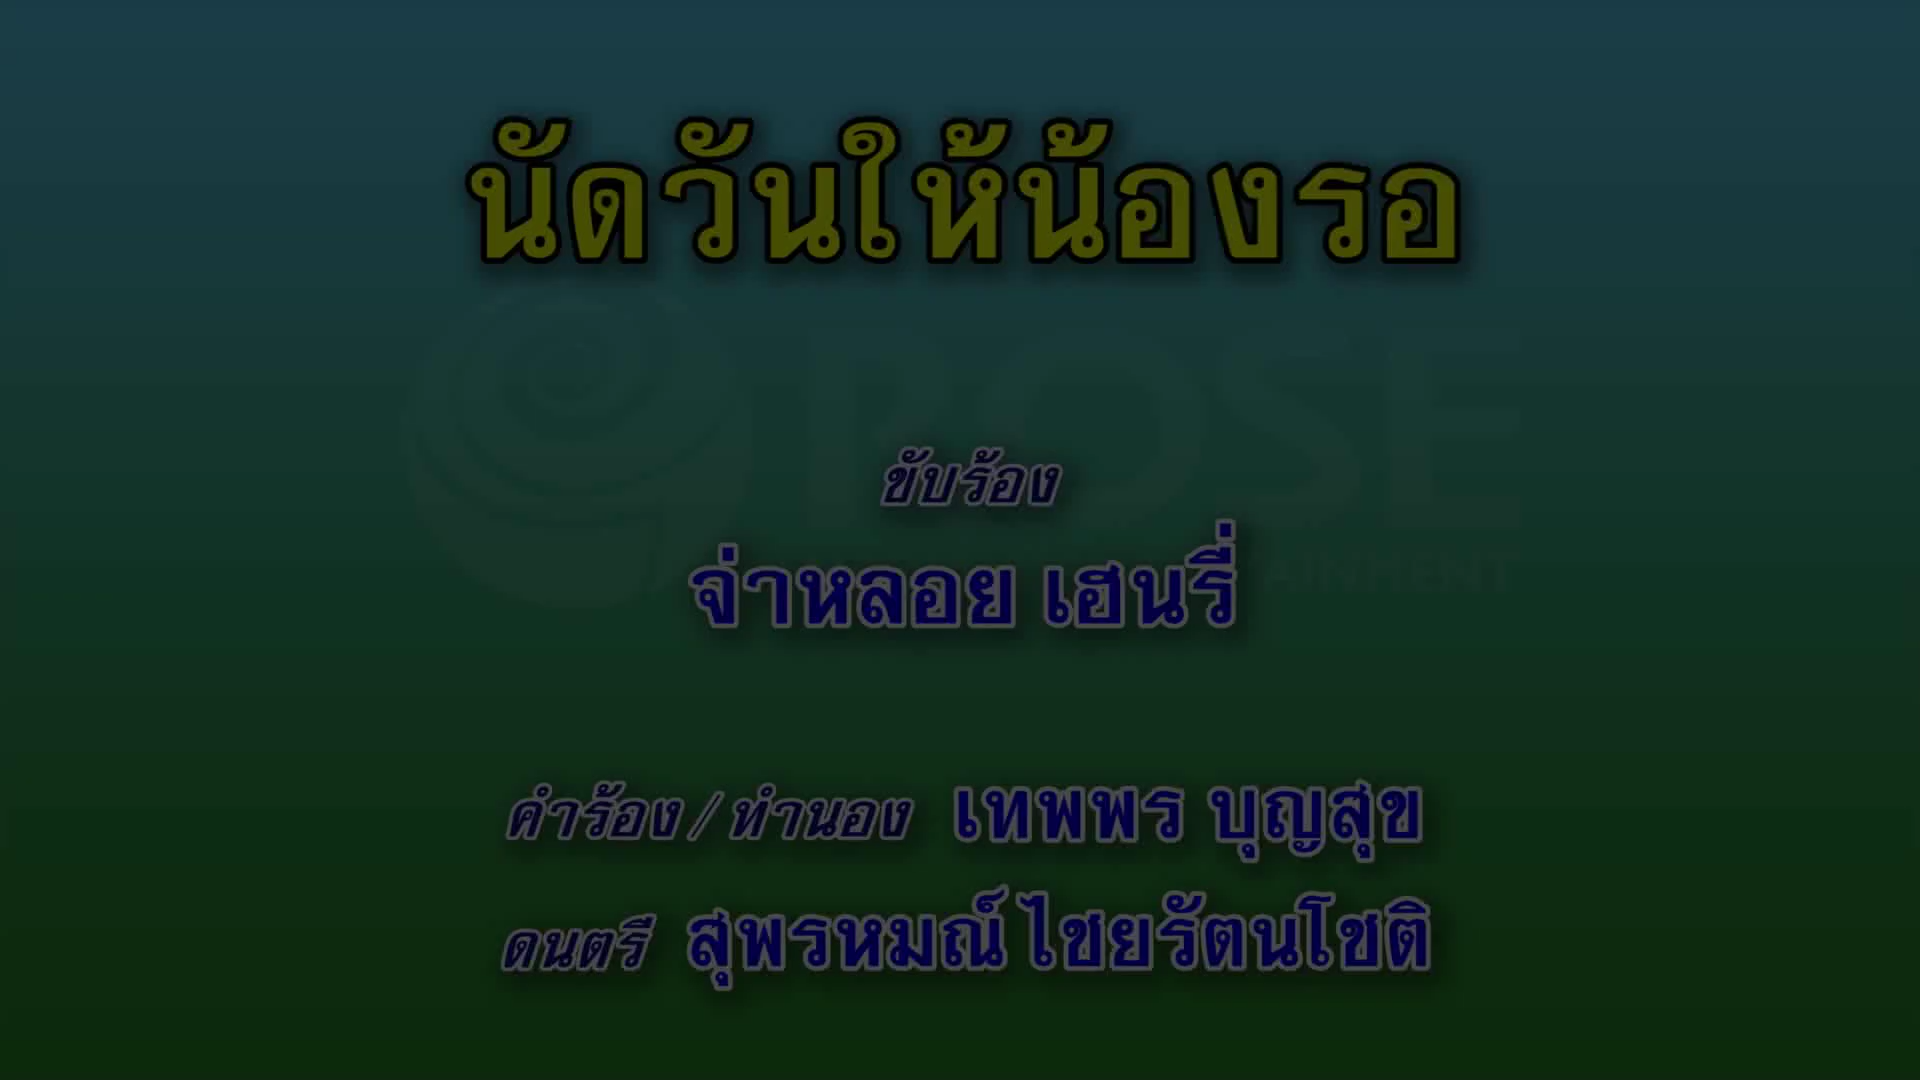 นัดวันให้น้องรอ
ROSE
AINMENT
ขับร้อง
จ่าหลอย เฮนรี่
คำร้อง / ทำนอง เทพพร บุญสุข
ดนตรี สุพรหมณ์ ไชยรัตนโชติ